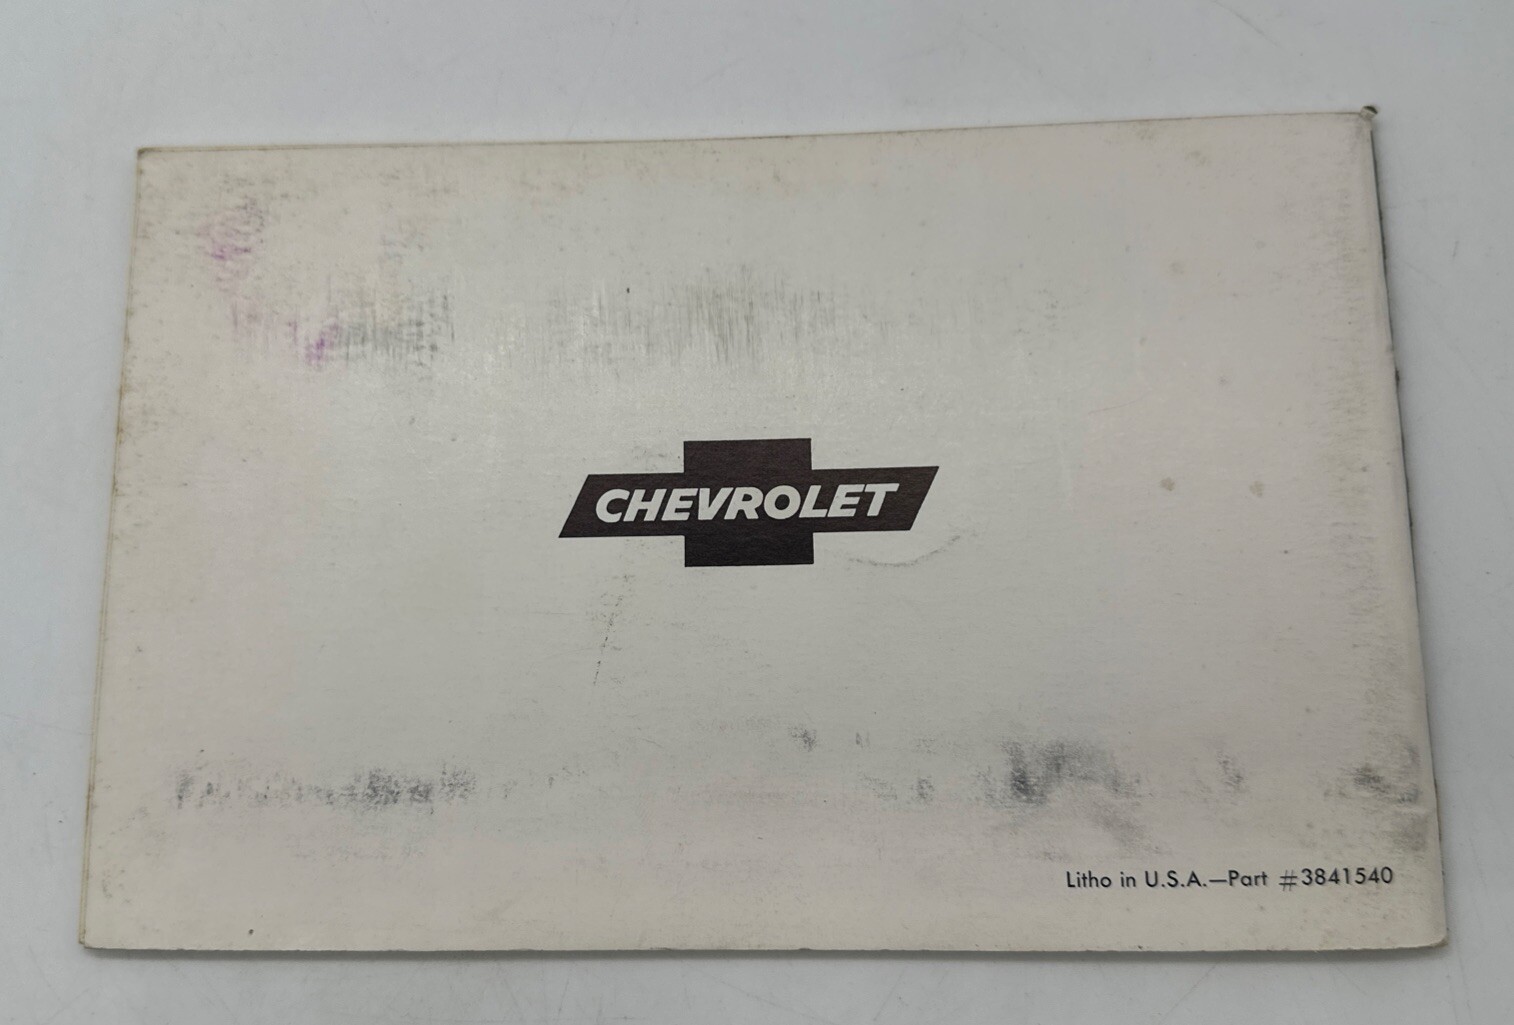 CHEVROLET
Litho in U.S.A.—Part #3841540